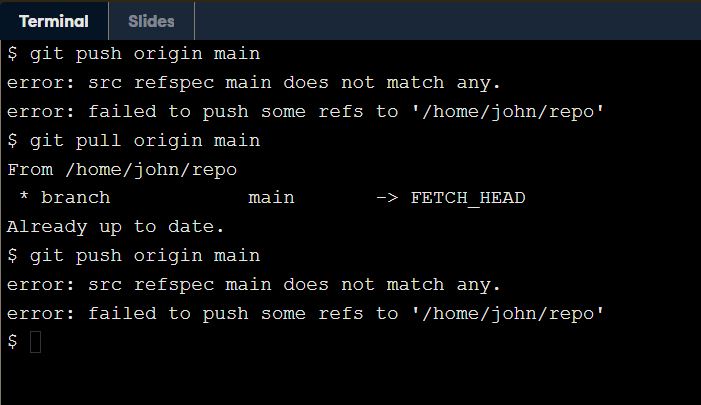 Terminal Slides
$ git push origin main
error: src refspec main does not match any.
error: failed to push some refs to '/home/john/repo'
$ git pull origin main
From /home/john/repo
 * branch            main       -> FETCH_HEAD
Already up to date.
$ git push origin main
error: src refspec main does not match any.
error: failed to push some refs to '/home/john/repo'
$